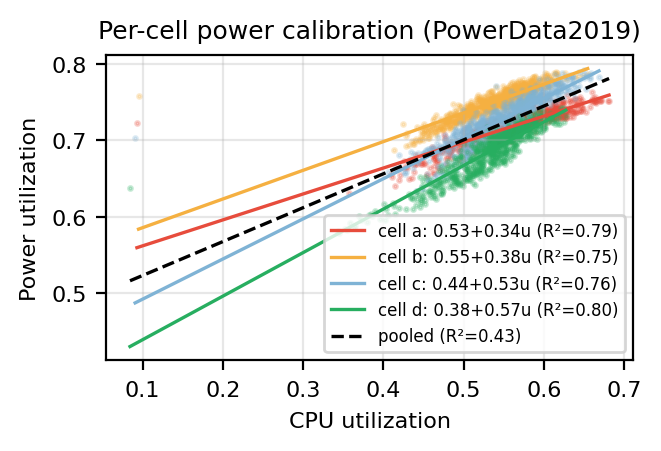 Per-cell power calibration (PowerData2019)
0.8
0.7
0.6
0.5
Power utilization
cell a: 0.53+0.34u (R²=0.79)
cell b: 0.55+0.38u (R²=0.75)
cell c: 0.44+0.53u (R²=0.76)
cell d: 0.38+0.57u (R²=0.80)
pooled (R²=0.43)
0.1 0.2 0.3 0.4 0.5 0.6 0.7
CPU utilization